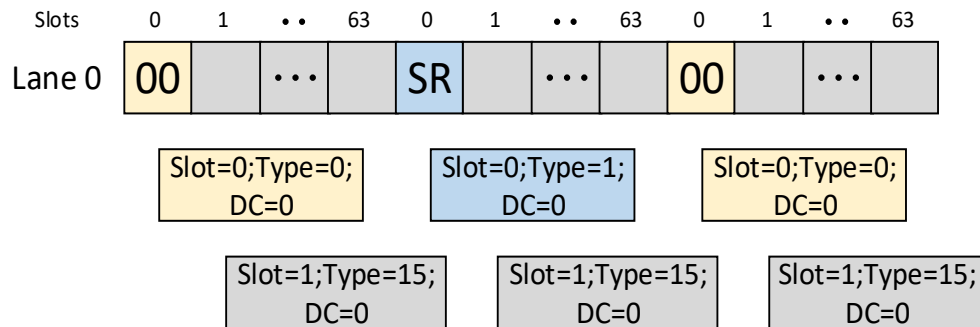 Slots 0 1 •• 63 0 1 •• 63 0 1 •• 63
Lane 0 00 ••• SR ••• 00 •••
Slot=0;Type=0; Slot=0;Type=1; Slot=0;Type=0;
DC=0 DC=0 DC=0
Slot=1;Type=15; Slot=1;Type=15; Slot=1;Type=15;
DC=0 DC=0 DC=0